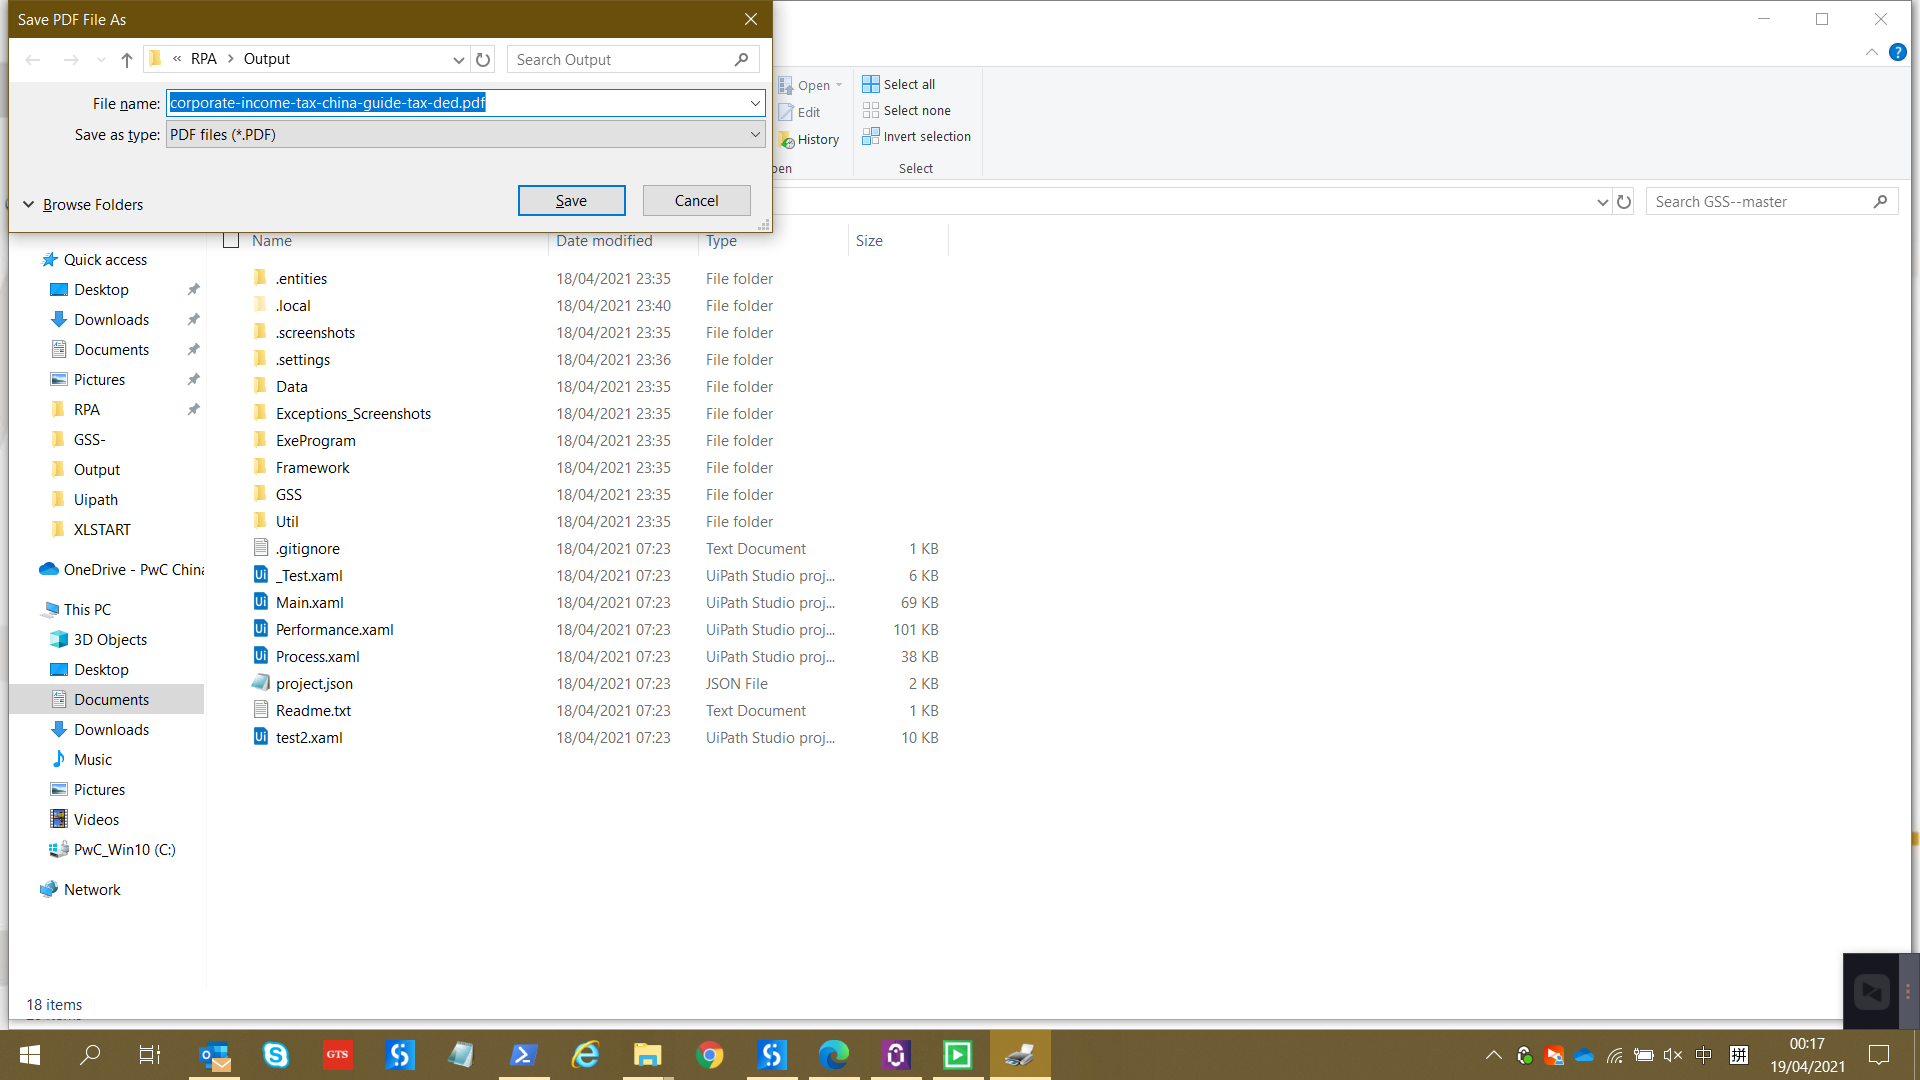 Save PDF File As
« RPA > Output
Search Output
File name: corporate-income-tax-china-guide-tax-ded.pdf
Save as type: PDF files (*.PDF)
Browse Folders
Save
Cancel
Open
Edit
History
Select all
Select none
Invert selection
Select
Search GSS--master
Name Date modified Type Size
Quick access
Desktop
Downloads
Documents
Pictures
RPA
GSS-
Output
Uipath
XLSTART
OneDrive - PwC China
This PC
3D Objects
Desktop
Documents
Downloads
Music
Pictures
Videos
PwC_Win10 (C:)
Network
.entities 18/04/2021 23:35 File folder
.local 18/04/2021 23:40 File folder
.screenshots 18/04/2021 23:35 File folder
.settings 18/04/2021 23:36 File folder
Data 18/04/2021 23:35 File folder
Exceptions_Screenshots 18/04/2021 23:35 File folder
ExeProgram 18/04/2021 23:35 File folder
Framework 18/04/2021 23:35 File folder
GSS 18/04/2021 23:35 File folder
Util 18/04/2021 23:35 File folder
.gitignore 18/04/2021 07:23 Text Document 1 KB
_Test.xaml 18/04/2021 07:23 UiPath Studio proj... 6 KB
Main.xaml 18/04/2021 07:23 UiPath Studio proj... 69 KB
Performance.xaml 18/04/2021 07:23 UiPath Studio proj... 101 KB
Process.xaml 18/04/2021 07:23 UiPath Studio proj... 38 KB
project.json 18/04/2021 07:23 JSON File 2 KB
Readme.txt 18/04/2021 07:23 Text Document 1 KB
test2.xaml 18/04/2021 07:23 UiPath Studio proj... 10 KB
18 items
GTS
中
拼
00:17
19/04/2021